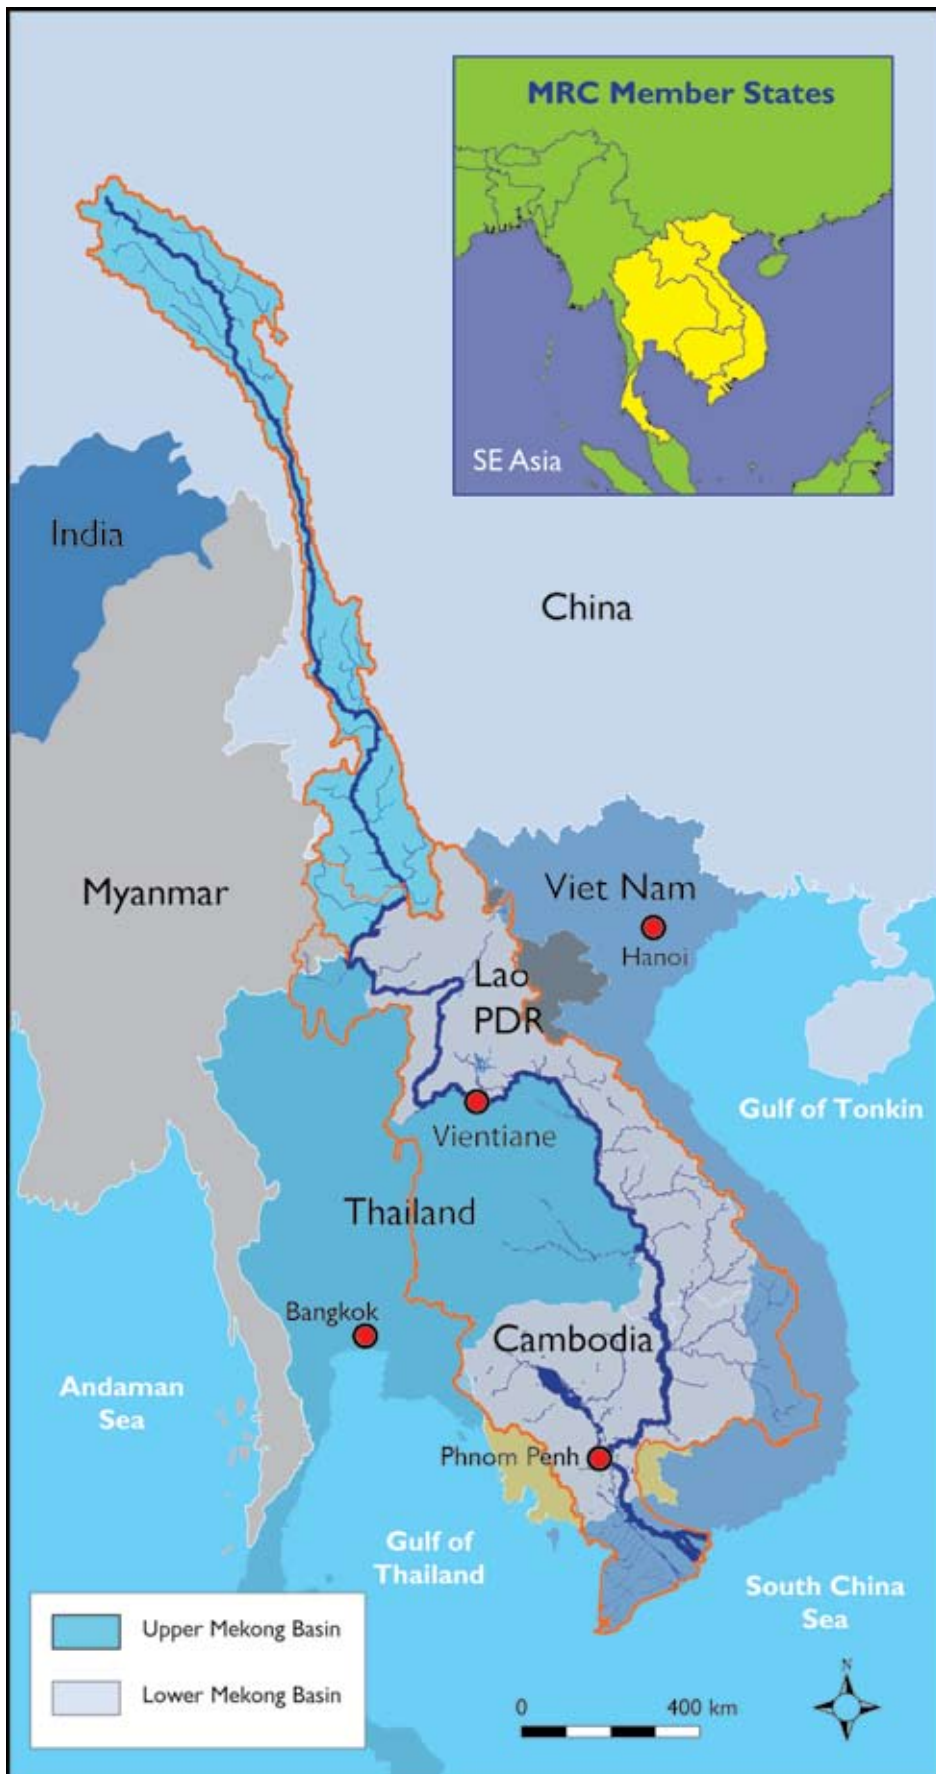 MRC Member States
SE Asia
India
China
Myanmar
Viet Nam
Hanoi
Lao
PDR
Gulf of Tonkin
Vientiane
Thailand
Bangkok
Cambodia
Andaman
Sea
Phnom Penh
Gulf of
Thailand
South China
Sea
Upper Mekong Basin
Lower Mekong Basin
0 400 km
N